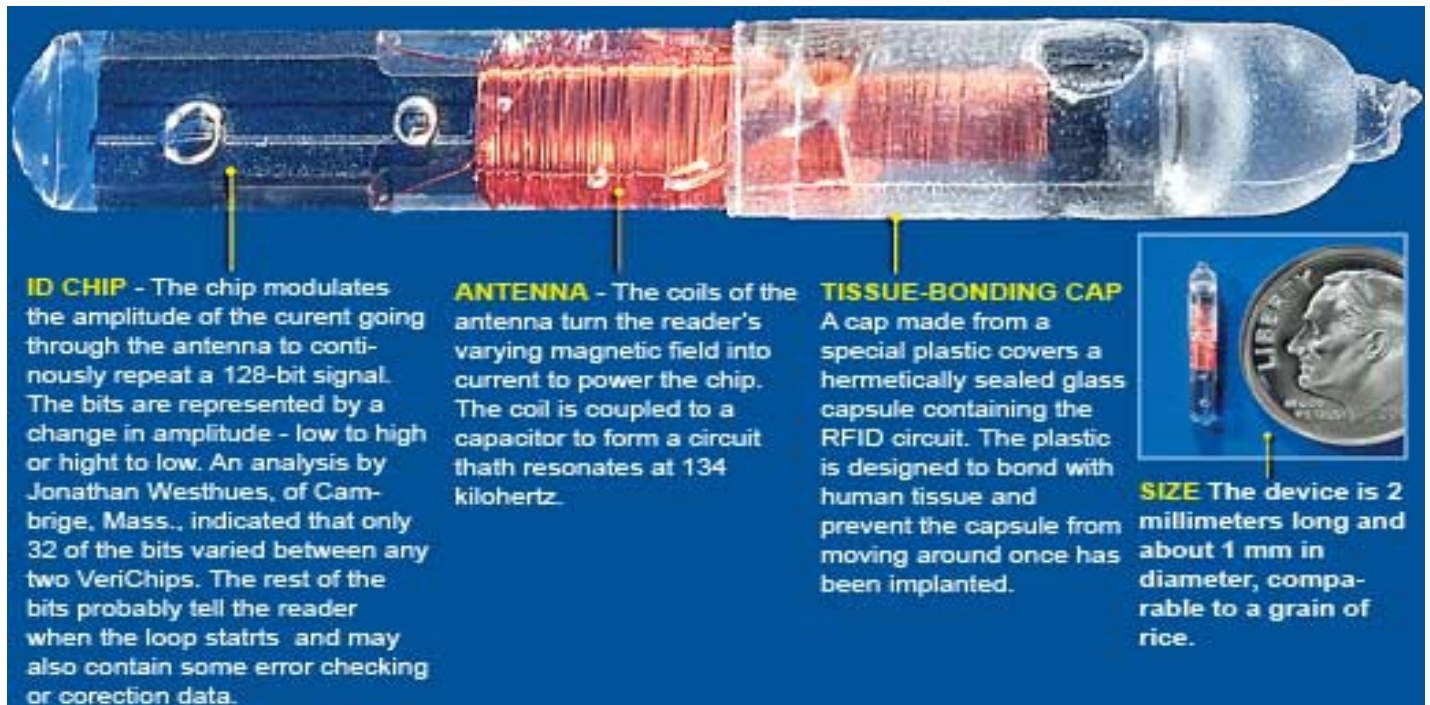 ID CHIP - The chip modulates
the amplitude of the curent going
through the antenna to conti-
nously repeat a 128-bit signal.
The bits are represented by a
change in amplitude - low to high
or hight to low. An analysis by
Jonathan Westhues, of Cam-
brige, Mass., indicated that only
32 of the bits varied between any
two VeriChips. The rest of the
bits probably tell the reader
when the loop statrts and may
also contain some error checking
or corection data.
ANTENNA - The coils of the
antenna turn the reader's
varying magnetic field into
current to power the chip.
The coil is coupled to a
capacitor to form a circuit
thath resonates at 134
kilohertz.
TISSUE-BONDING CAP
A cap made from a
special plastic covers a
hermetically sealed glass
capsule containing the
RFID circuit. The plastic
is designed to bond with
human tissue and
prevent the capsule from
moving around once has
been implanted.
LIBERTY
SIZE The device is 2
millimeters long and
about 1 mm in
diameter, compa-
rable to a grain of
rice.